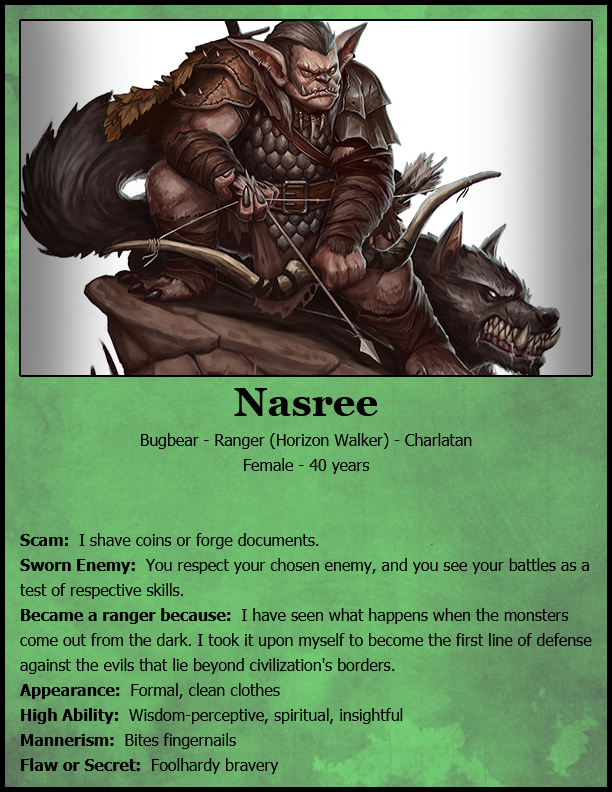 Nasree
Bugbear - Ranger (Horizon Walker) - Charlatan
Female - 40 years
Scam:  I shave coins or forge documents.
Sworn Enemy:  You respect your chosen enemy, and you see your battles as a
test of respective skills.
Became a ranger because:  I have seen what happens when the monsters
come out from the dark. I took it upon myself to become the first line of defense
against the evils that lie beyond civilization's borders.
Appearance:  Formal, clean clothes
High Ability:  Wisdom-perceptive, spiritual, insightful
Mannerism:  Bites fingernails
Flaw or Secret:  Foolhardy bravery